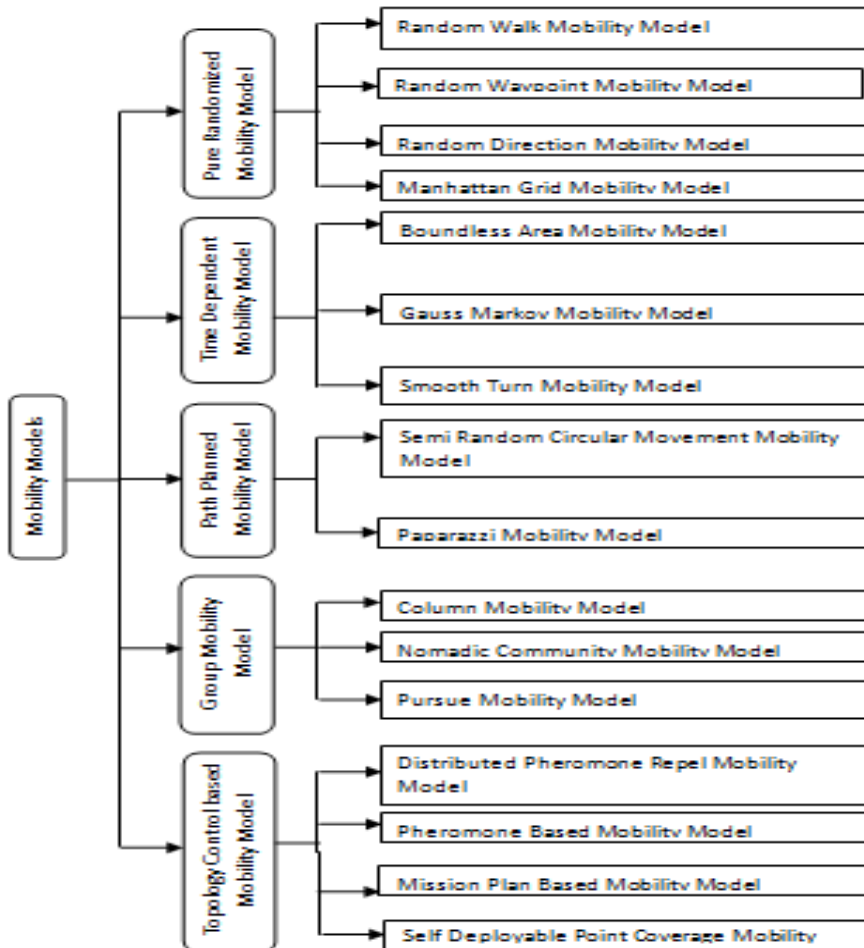 Mobility Models
Pure Randomized
Mobility Model
Random Walk Mobility Model
Random Waypoint Mobility Model
Random Direction Mobility Model
Manhattan Grid Mobility Model
Time Dependent
Mobility Model
Boundless Area Mobility Model
Gauss Markov Mobility Model
Smooth Turn Mobility Model
Path Planned
Mobility Model
Semi Random Circular Movement Mobility
Model
Paparazzi Mobility Model
Group Mobility
Model
Column Mobility Model
Nomadic Community Mobility Model
Pursue Mobility Model
Topology Control based
Mobility Model
Distributed Pheromone Repel Mobility
Model
Pheromone Based Mobility Model
Mission Plan Based Mobility Model
Self Deployable Point Coverage Mobility